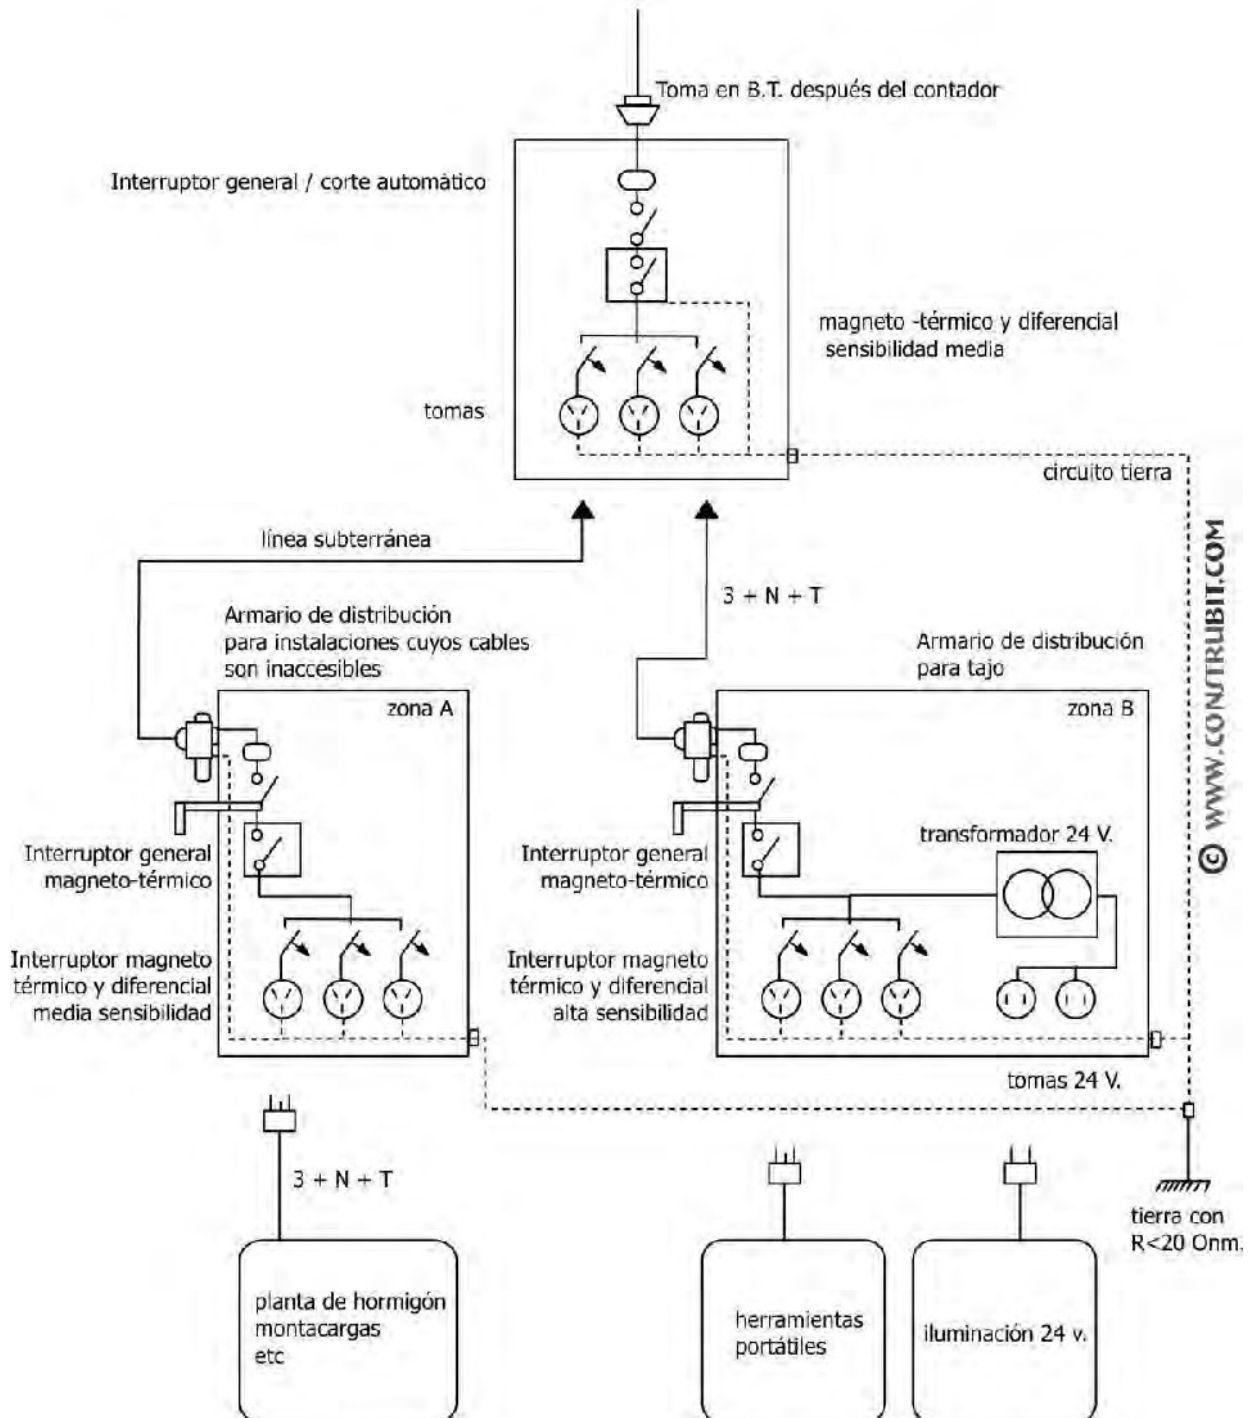 Toma en B.T. después del contador
Interruptor general / corte automático
magneto -térmico y diferencial
sensibilidad media
tomas
circuito tierra
línea subterránea
3 + N + T
Armario de distribución
para instalaciones cuyos cables
son inaccesibles
Armario de distribución
para tajo
zona A
zona B
transformador 24 V.
Interruptor general
magneto-térmico
Interruptor general
magneto-térmico
Interruptor magneto
térmico y diferencial
media sensibilidad
Interruptor magneto
térmico y diferencial
alta sensibilidad
tomas 24 V.
3 + N + T
tierra con
R<20 Onm.
planta de hormigón
montacargas
etc
herramientas
portátiles
iluminación 24 v.
© WWW.CONSTRUBIT.COM